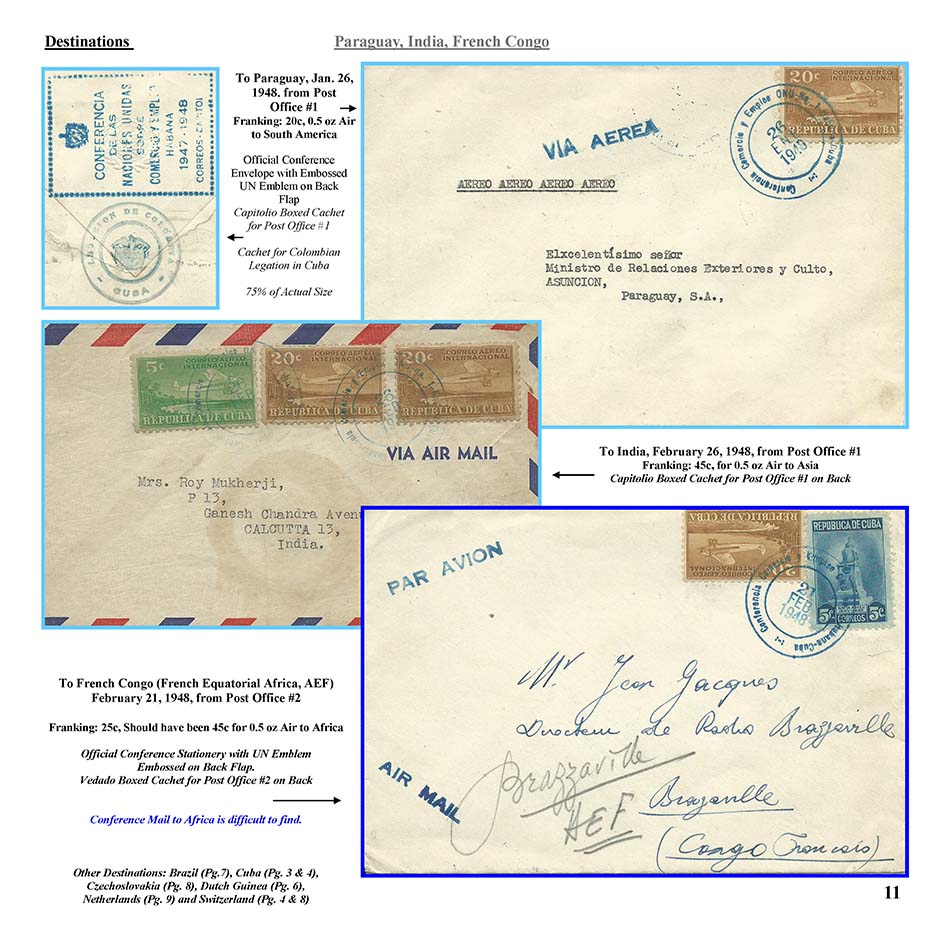 Destinations
Paraguay, India, French Congo
CONFERENCIA
DE LAS
NACIONES UNIDAS
SOBRE
COMERCIO Y EMPLEO
HABANA
1947-1948
CORREOS-CAPITOL
LEGACION DE COLOMBIA
CUBA
To Paraguay, Jan. 26,
1948. from Post
Office #1
Franking: 20c, 0.5 oz Air
to South America
Official Conference
Envelope with Embossed
UN Emblem on Back
Flap
Capitolio Boxed Cachet
for Post Office #1
Cachet for Colombian
Legation in Cuba
75% of Actual Size
VIA AEREA
AEREO AEREO AEREO AEREO
20c
CORREO AEREO
INTERNACIONAL
REPUBLICA DE CUBA
Conferencia Comercio y Empleo ONU-No. 1
26
ENE
1948
Elxcelentísimo señor
Ministro de Relaciones Exteriores y Culto,
ASUNCION,
Paraguay, S.A.,
5c
CORREO AEREO
INTERNACIONAL
REPUBLICA DE CUBA
20c
CORREO AEREO
INTERNACIONAL
REPUBLICA DE CUBA
20c
CORREO AEREO
INTERNACIONAL
REPUBLICA DE CUBA
VIA AIR MAIL
Mrs. Roy Mukherji,
P 13,
Ganesh Chandra
CALCUTTA 13,
India.
To India, February 26, 1948, from Post Office #1
Franking: 45c, for 0.5 oz Air to Asia
Capitolio Boxed Cachet for Post Office #1 on Back
PAR AVION
20c
CORREO AEREO
INTERNACIONAL
REPUBLICA DE CUBA
REPUBLICA DE CUBA
5c CORREOS 5c
Conferencia Comercio y Empleo
Habana-Cuba
21
FEB
1948
Mr Jean Jacques
Directeur de Radio Brazzaville
Brazzaville
AEF
Brazaville
(Congo Francais)
AIR MAIL
To French Congo (French Equatorial Africa, AEF)
February 21, 1948, from Post Office #2
Franking: 25c, Should have been 45c for 0.5 oz Air to Africa
Official Conference Stationery with UN Emblem
Embossed on Back Flap.
Vedado Boxed Cachet for Post Office #2 on Back
Conference Mail to Africa is difficult to find.
Other Destinations: Brazil (Pg.7), Cuba (Pg. 3 & 4),
Czechoslovakia (Pg. 8), Dutch Guinea (Pg. 6),
Netherlands (Pg. 9) and Switzerland (Pg. 4 & 8)
11